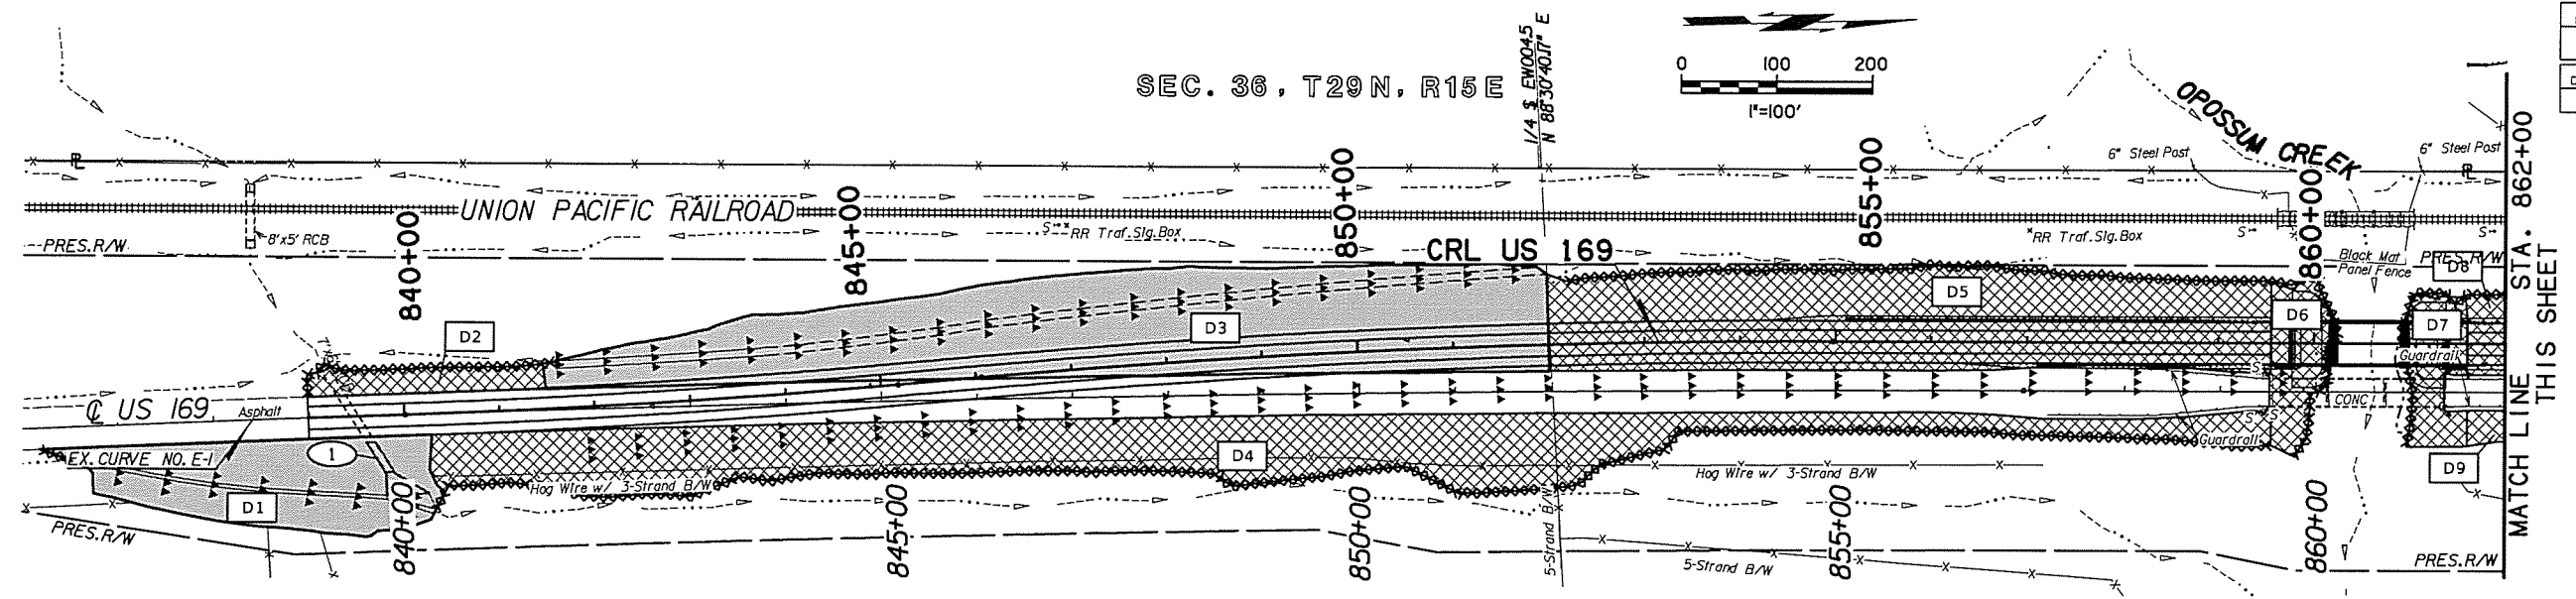 SEC. 36 , T29N, R15E
1/4 S EW0045
N 88°30'40.17" E
0 100 200
1"=100'
OPOSSUM CREEK
6" Steel Post
6" Steel Post
PL
PL
UNION PACIFIC RAILROAD
8'x5' RCB
RR Traf.Sig.Box
RR Traf.Sig.Box
PRES.R/W
840+00
845+00
850+00
855+00
860+00
CRL US 169
Black Mat
Panel Fence
PRES.R/W
D8
D2
D3
D5
D6
D7
Guardrail
CL US 169
Asphalt
CONC
EX. CURVE NO. E-1
1
D1
D4
Guardrail
D9
Hog Wire w/ 3-Strand B/W
Hog Wire w/ 3-Strand B/W
PRES.R/W
840+00
845+00
850+00
855+00
860+00
5-Strand B/W
5-Strand B/W
PRES.R/W
MATCH LINE STA. 862+00
THIS SHEET